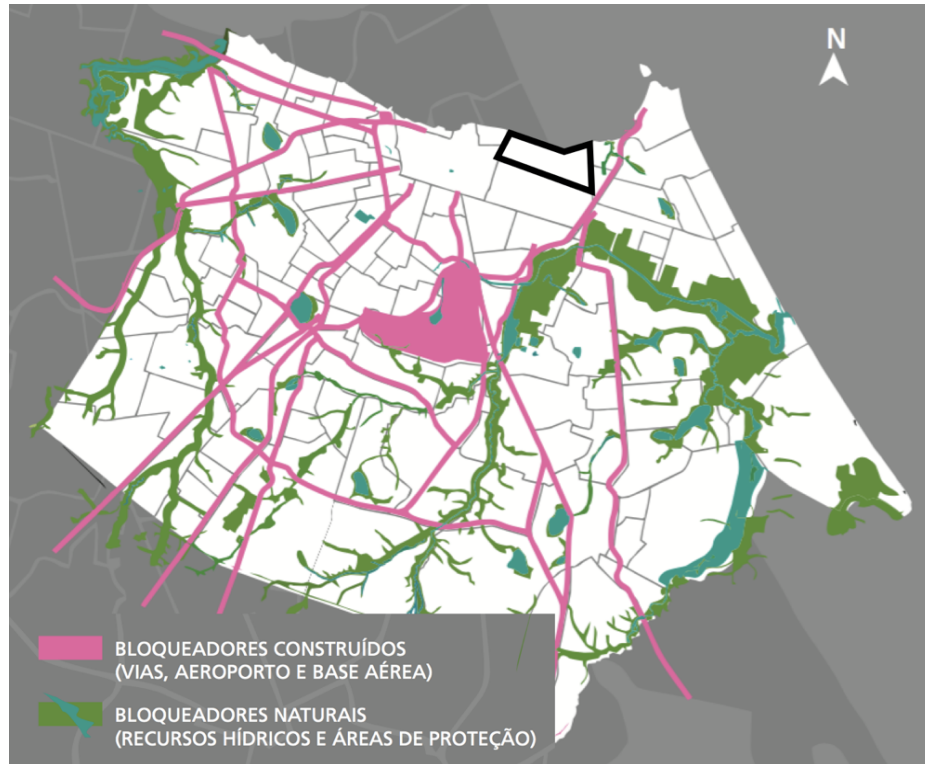 N
BLOQUEADORES CONSTRUÍDOS
(VIAS, AEROPORTO E BASE AÉREA)
BLOQUEADORES NATURAIS
(RECURSOS HÍDRICOS E ÁREAS DE PROTEÇÃO)